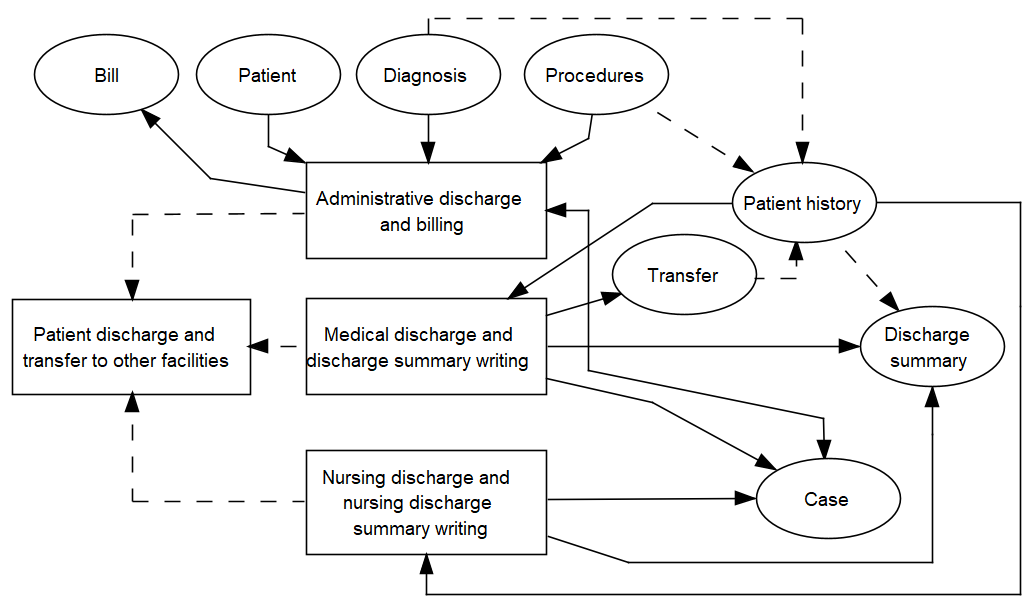 Bill
Patient
Diagnosis
Procedures
Administrative discharge
and billing
Patient history
Transfer
Patient discharge and
transfer to other facilities
Medical discharge and
discharge summary writing
Discharge
summary
Nursing discharge and
nursing discharge
summary writing
Case